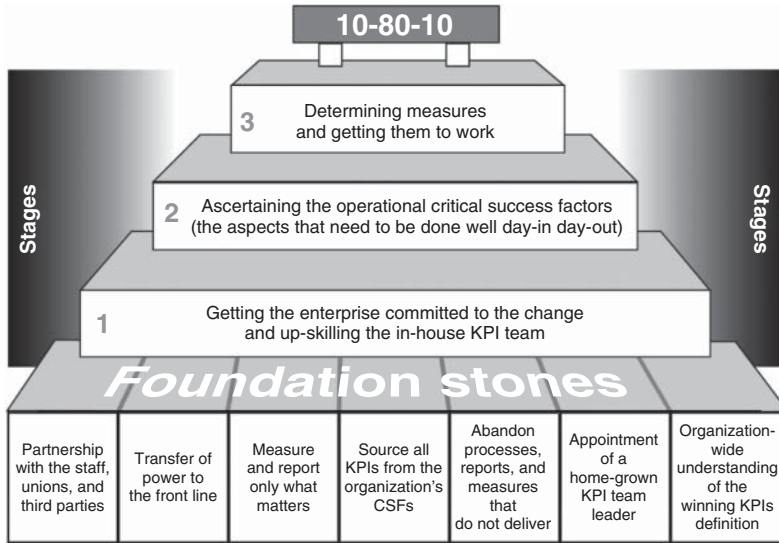 10-80-10
Stages
Stages
3
Determining measures
and getting them to work
2
Ascertaining the operational critical success factors
(the aspects that need to be done well day-in day-out)
1
Getting the enterprise committed to the change
and up-skilling the in-house KPI team
Foundation stones
Partnership
with the staff,
unions, and
third parties
Transfer of
power to
the front line
Measure
and report
only what
matters
Source all
KPIs from the
organization's
CSFs
Abandon
processes,
reports, and
measures
that
do not deliver
Appointment
of a
home-grown
KPI team
leader
Organization-
wide
understanding
of the
winning KPIs
definition